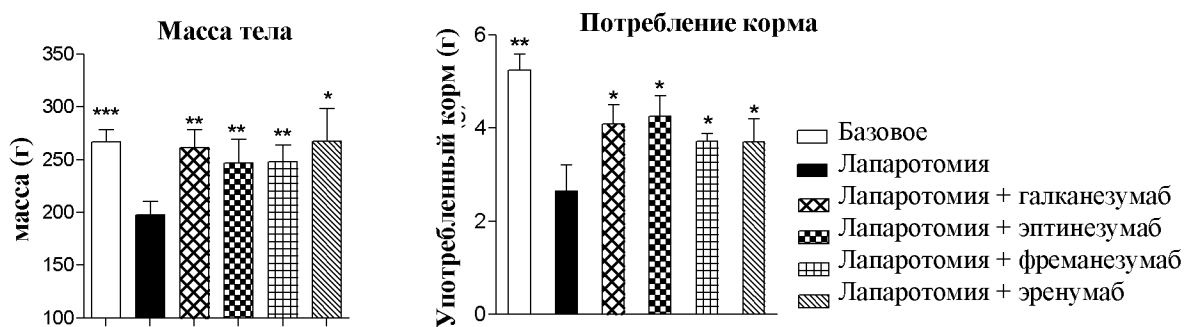 Масса тела
350
300
250
200
150
100
масса (г)
***
**
**
**
*
Потребление корма
6
4
2
0
Употребленный корм (г)
**
*
*
*
*
Базовое
Лапаротомия
Лапаротомия + галканезумаб
Лапаротомия + эптинезумаб
Лапаротомия + фреманезумаб
Лапаротомия + эренумаб